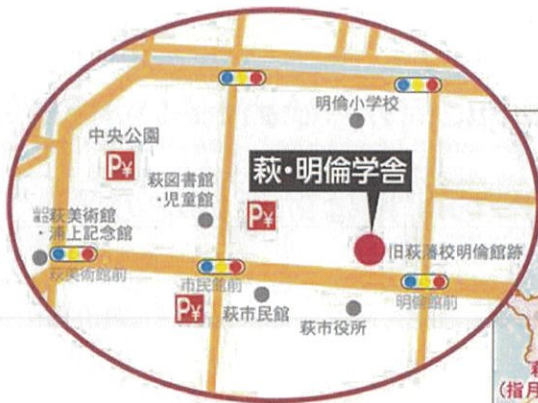 明倫小学校
中央公園
P¥
萩図書館
・児童館
P¥
萩・明倫学舎
萩美術館
・浦上記念館
旧萩藩校明倫館跡
萩美術館前
市民館前
明倫館前
P¥
萩市民館
萩市役所
萩
(指月